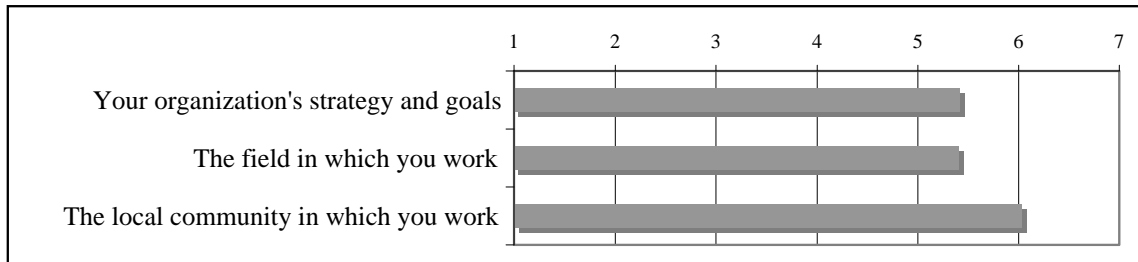 1 2 3 4 5 6 7
Your organization's strategy and goals
The field in which you work
The local community in which you work